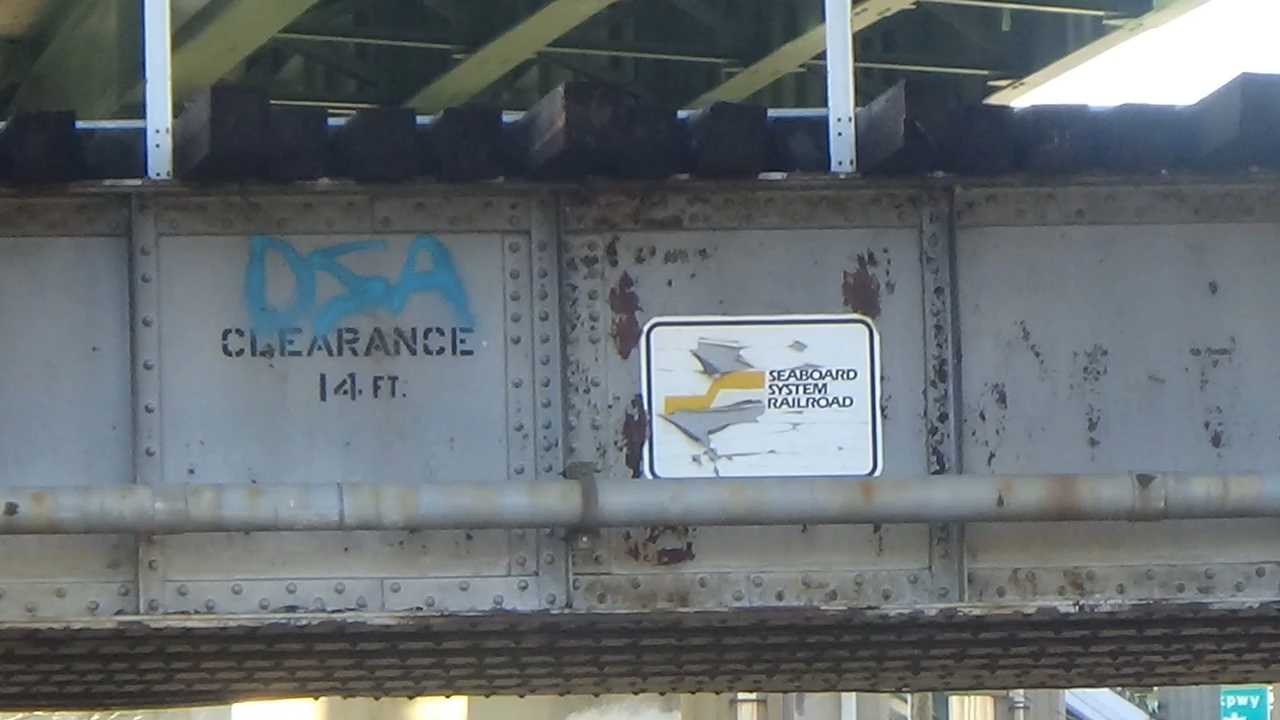 DSA
CLEARANCE
14 FT.
SEABOARD
SYSTEM
RAILROAD